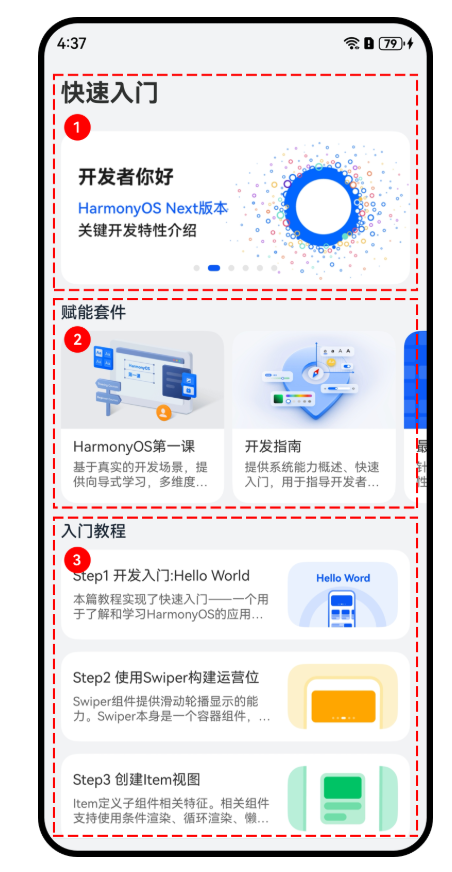 4:37
79
快速入门
1
开发者你好
HarmonyOS Next版本
关键开发特性介绍
赋能套件
2
HarmonyOS
第一课
HarmonyOS第一课
基于真实的开发场景，提
供向导式学习，多维度...
开发指南
提供系统能力概述、快速
入门，用于指导开发者...
最
针
性
入门教程
3
Step1 开发入门:Hello World
本篇教程实现了快速入门——一个用
于了解和学习HarmonyOS的应用...
Hello Word
Step2 使用Swiper构建运营位
Swiper组件提供滑动轮播显示的能
力。Swiper本身是一个容器组件，...
Step3 创建Item视图
Item定义子组件相关特征。相关组件
支持使用条件渲染、循环渲染、懒...